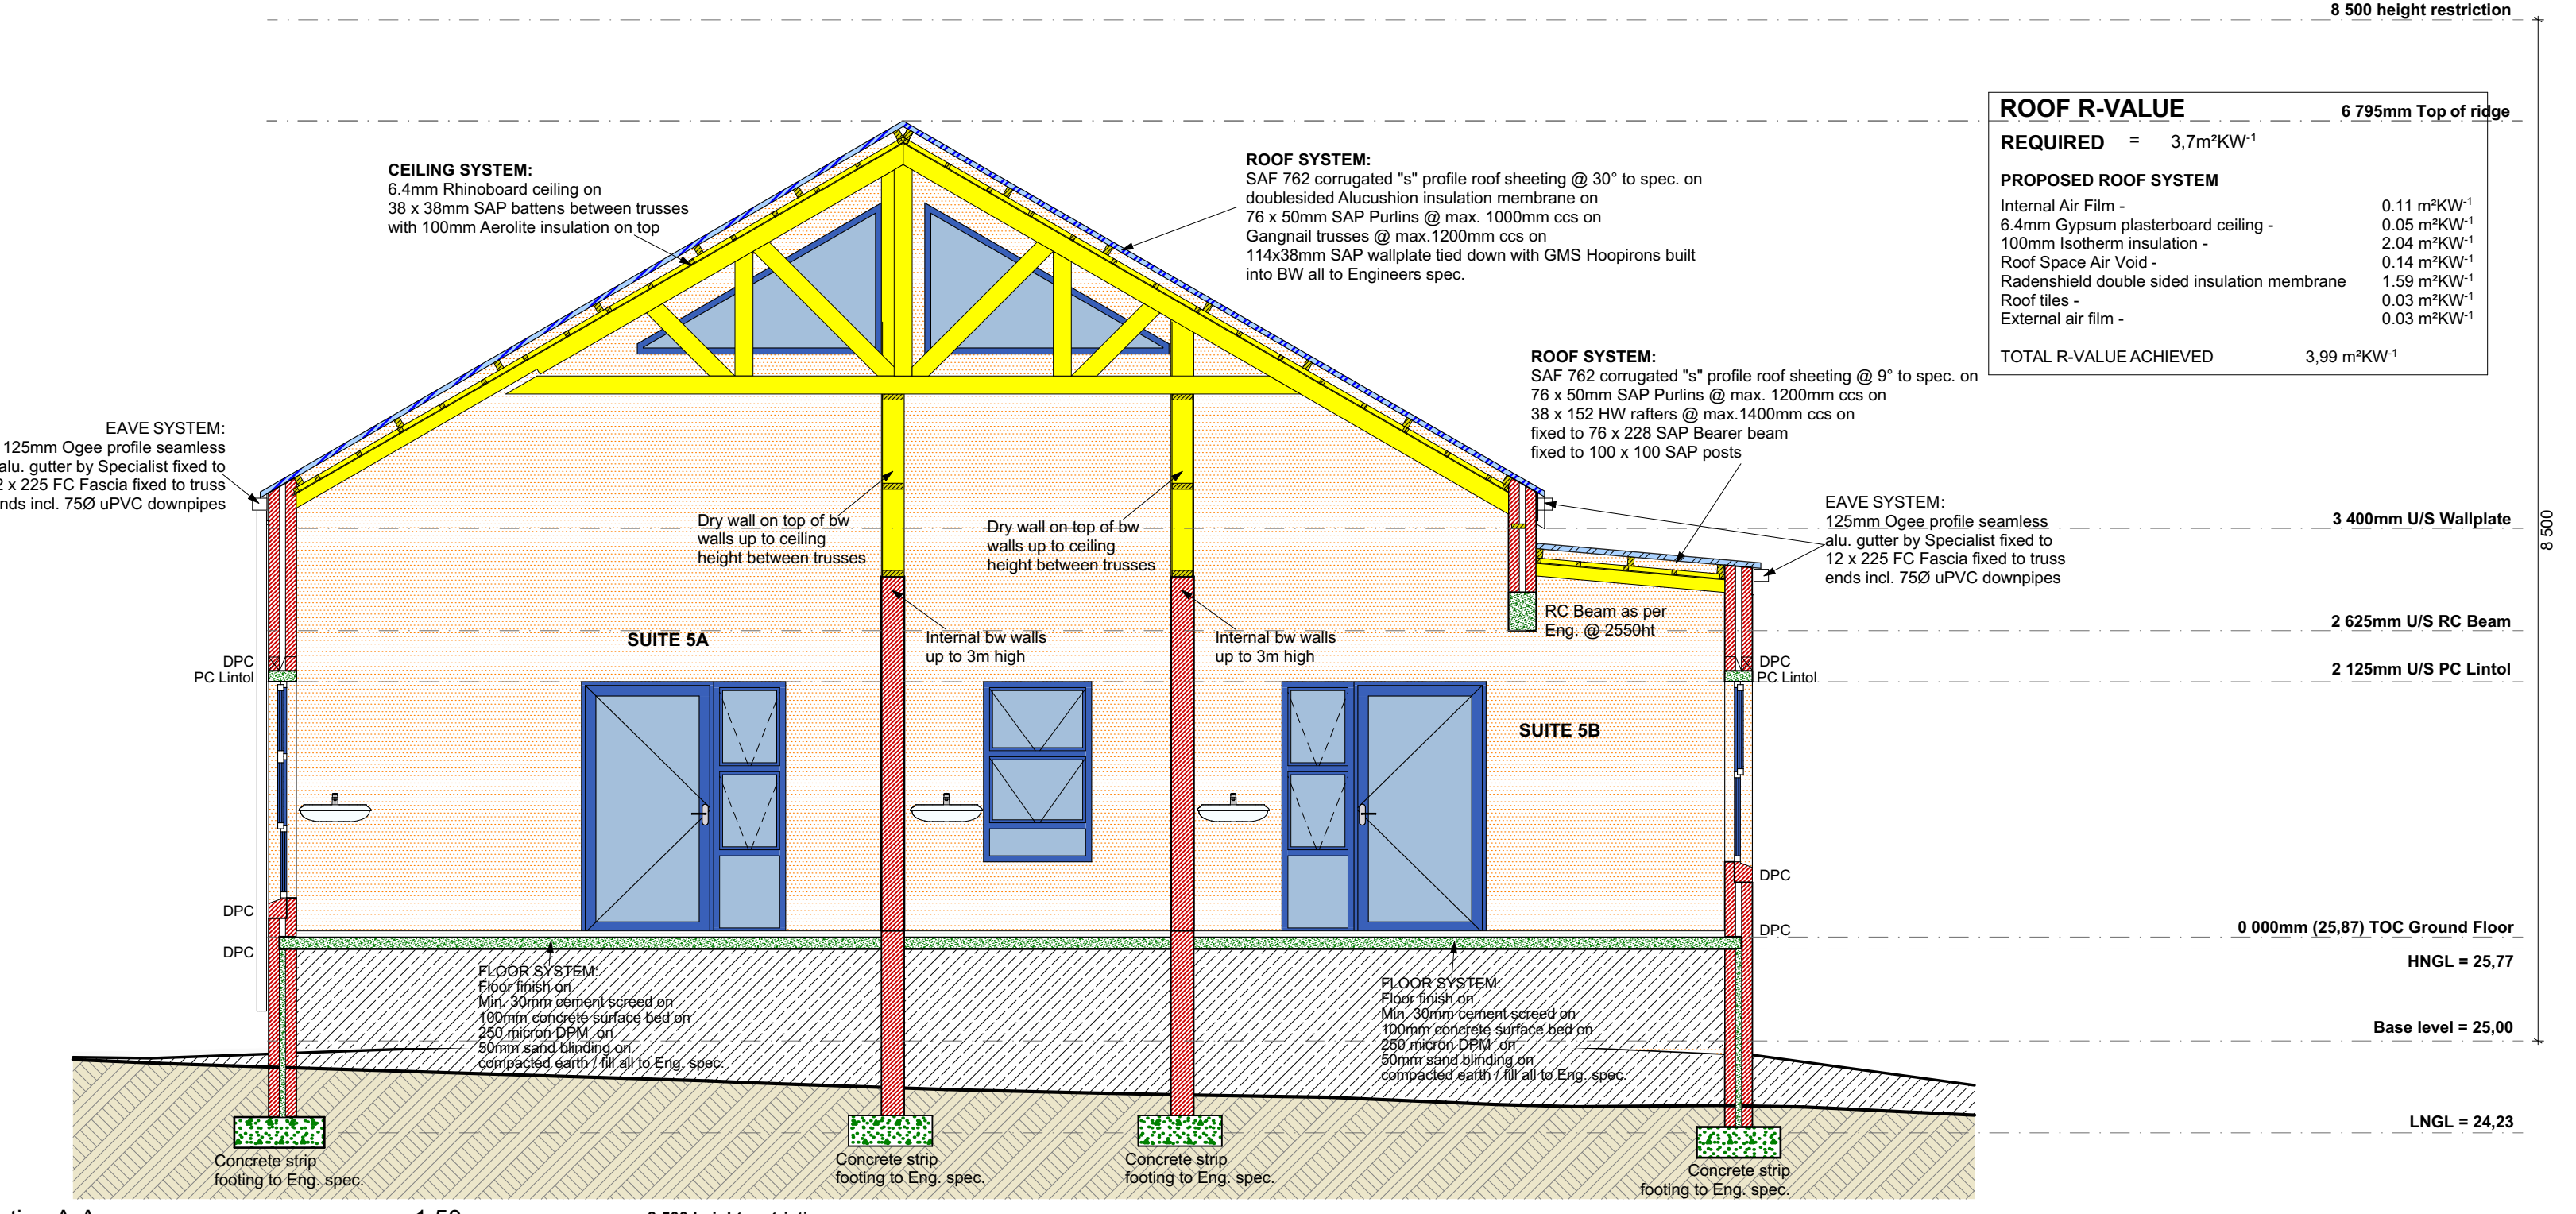 8 500 height restriction
ROOF R-VALUE
6 795mm Top of ridge
REQUIRED = 3,7m²KW-1
PROPOSED ROOF SYSTEM
Internal Air Film - 0.11 m²KW-1
6.4mm Gypsum plasterboard ceiling - 0.05 m²KW-1
100mm Isotherm insulation - 2.04 m²KW-1
Roof Space Air Void - 0.14 m²KW-1
Radenshield double sided insulation membrane 1.59 m²KW-1
Roof tiles - 0.03 m²KW-1
External air film - 0.03 m²KW-1
TOTAL R-VALUE ACHIEVED 3,99 m²KW-1
CEILING SYSTEM:
6.4mm Rhinoboard ceiling on
38 x 38mm SAP battens between trusses
with 100mm Aerolite insulation on top
ROOF SYSTEM:
SAF 762 corrugated "s" profile roof sheeting @ 30° to spec. on
doublesided Alucushion insulation membrane on
76 x 50mm SAP Purlins @ max. 1000mm ccs on
Gangnail trusses @ max.1200mm ccs on
114x38mm SAP wallplate tied down with GMS Hoopirons built
into BW all to Engineers spec.
ROOF SYSTEM:
SAF 762 corrugated "s" profile roof sheeting @ 9° to spec. on
76 x 50mm SAP Purlins @ max. 1200mm ccs on
38 x 152 HW rafters @ max.1400mm ccs on
fixed to 76 x 228 SAP Bearer beam
fixed to 100 x 100 SAP posts
EAVE SYSTEM:
125mm Ogee profile seamless
alu. gutter by Specialist fixed to
2 x 225 FC Fascia fixed to truss
nds incl. 75Ø uPVC downpipes
EAVE SYSTEM:
125mm Ogee profile seamless
alu. gutter by Specialist fixed to
12 x 225 FC Fascia fixed to truss
ends incl. 75Ø uPVC downpipes
Dry wall on top of bw
walls up to ceiling
height between trusses
Dry wall on top of bw
walls up to ceiling
height between trusses
3 400mm U/S Wallplate
8 500
RC Beam as per
Eng. @ 2550ht
2 625mm U/S RC Beam
SUITE 5A
Internal bw walls
up to 3m high
Internal bw walls
up to 3m high
DPC
PC Lintol
DPC
PC Lintol
2 125mm U/S PC Lintol
SUITE 5B
DPC
DPC
DPC
DPC
0 000mm (25,87) TOC Ground Floor
HNGL = 25,77
FLOOR SYSTEM:
Floor finish on
Min. 30mm cement screed on
100mm concrete surface bed on
250 micron DPM on
50mm sand blinding on
compacted earth / fill all to Eng. spec.
FLOOR SYSTEM:
Floor finish on
Min. 30mm cement screed on
100mm concrete surface bed on
250 micron DPM on
50mm sand blinding on
compacted earth / fill all to Eng. spec.
Base level = 25,00
LNGL = 24,23
Concrete strip
footing to Eng. spec.
Concrete strip
footing to Eng. spec.
Concrete strip
footing to Eng. spec.
Concrete strip
footing to Eng. spec.